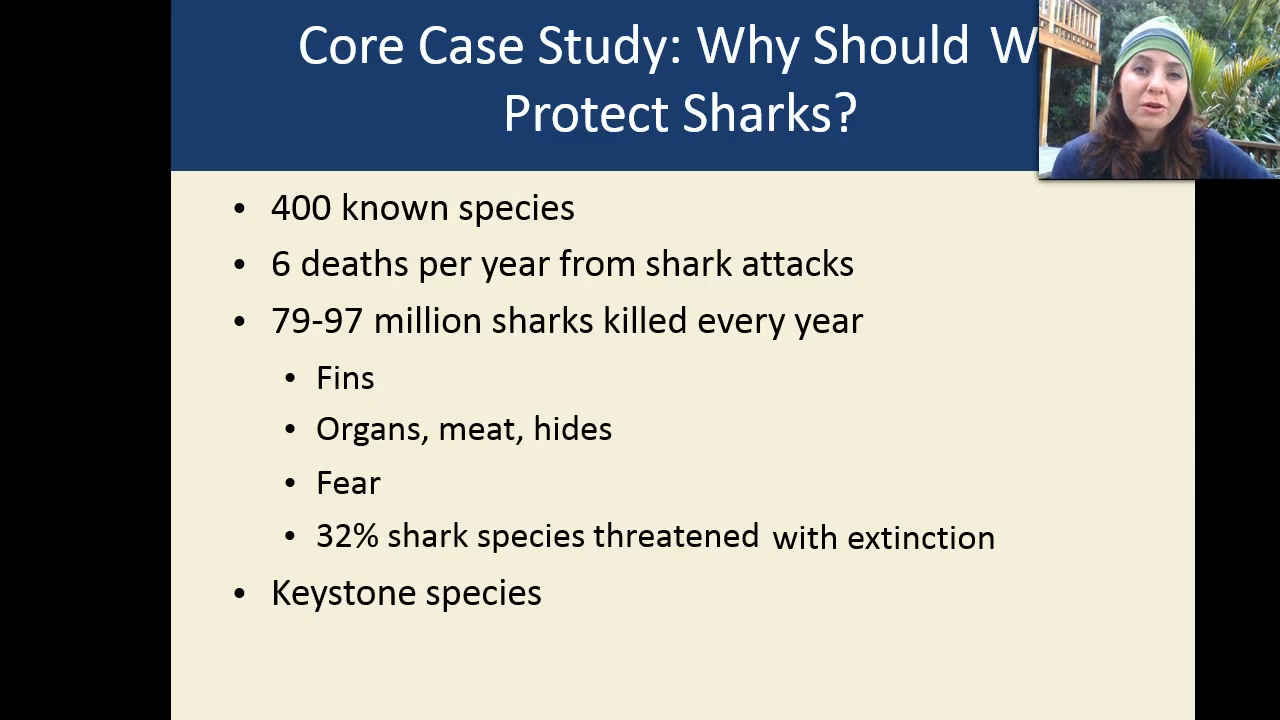 Core Case Study: Why Should W
Protect Sharks?
• 400 known species
• 6 deaths per year from shark attacks
• 79-97 million sharks killed every year
• Fins
• Organs, meat, hides
• Fear
• 32% shark species threatened with extinction
• Keystone species